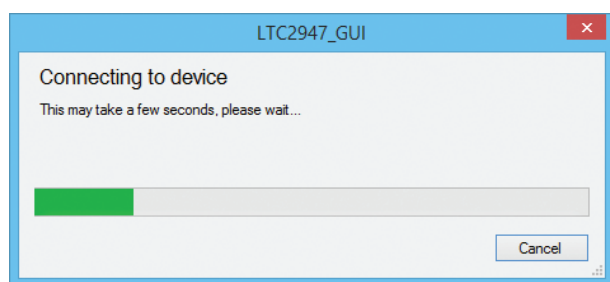 LTC2947_GUI
Connecting to device
This may take a few seconds, please wait...
Cancel